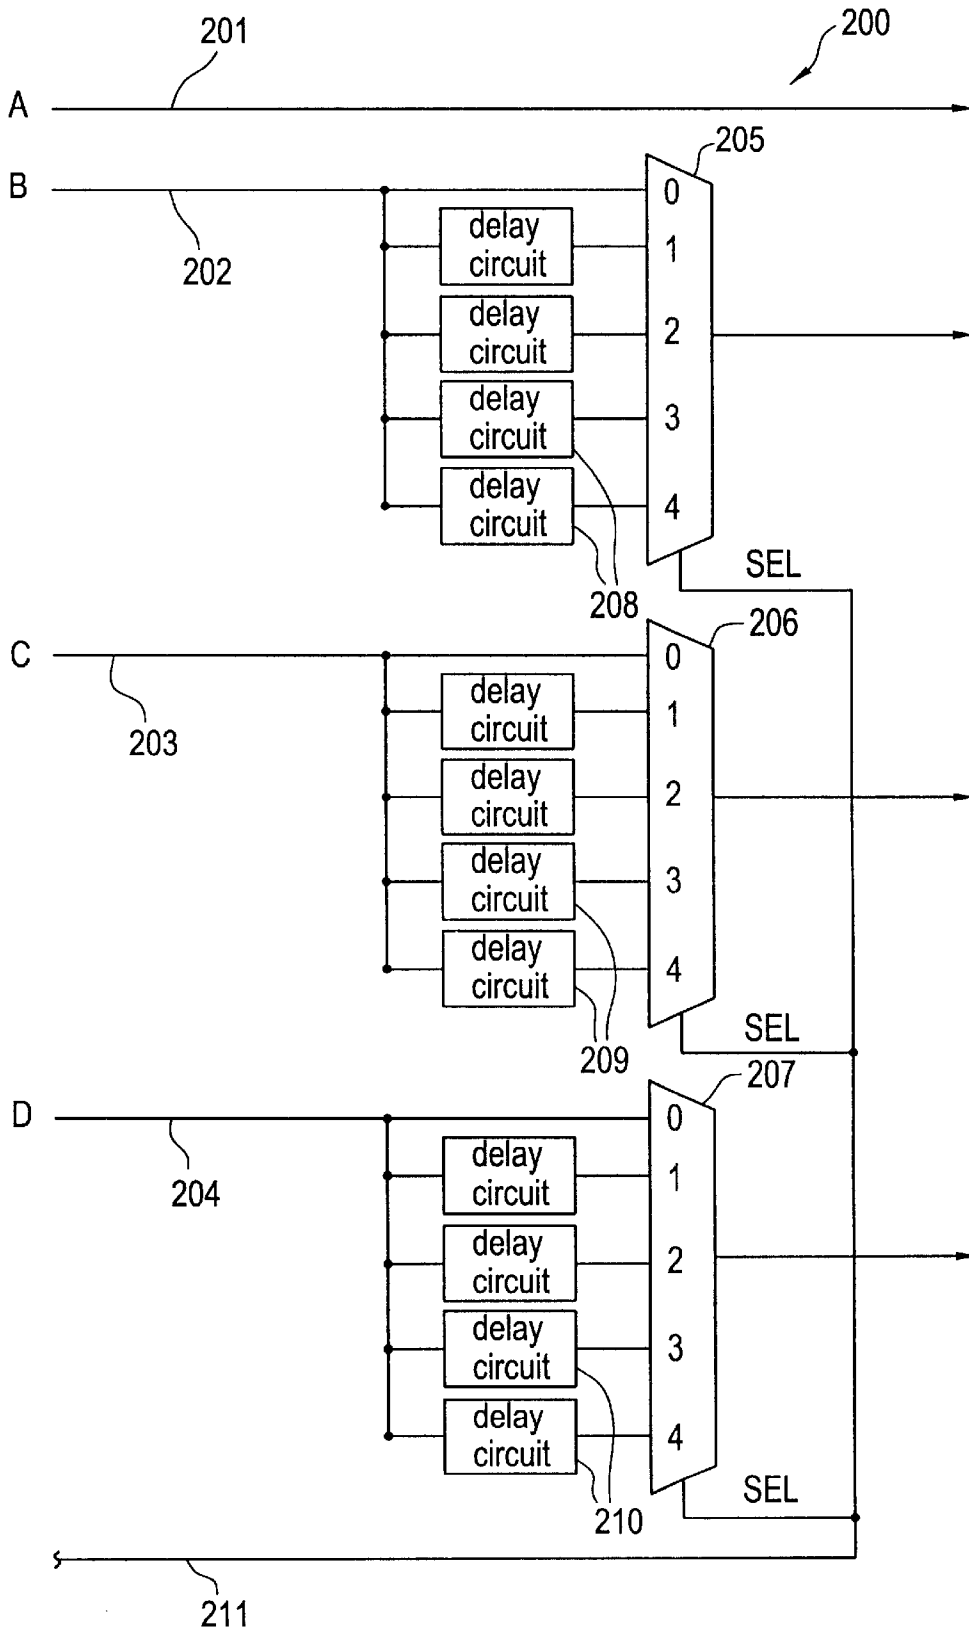 201
200
A
205
B
0
delay
circuit
1
202
delay
circuit
2
delay
circuit
3
delay
circuit
4
SEL
208
206
C
0
delay
circuit
1
203
delay
circuit
2
delay
circuit
3
delay
circuit
4
SEL
209
207
D
0
delay
circuit
1
204
delay
circuit
2
delay
circuit
3
delay
circuit
4
SEL
210
211